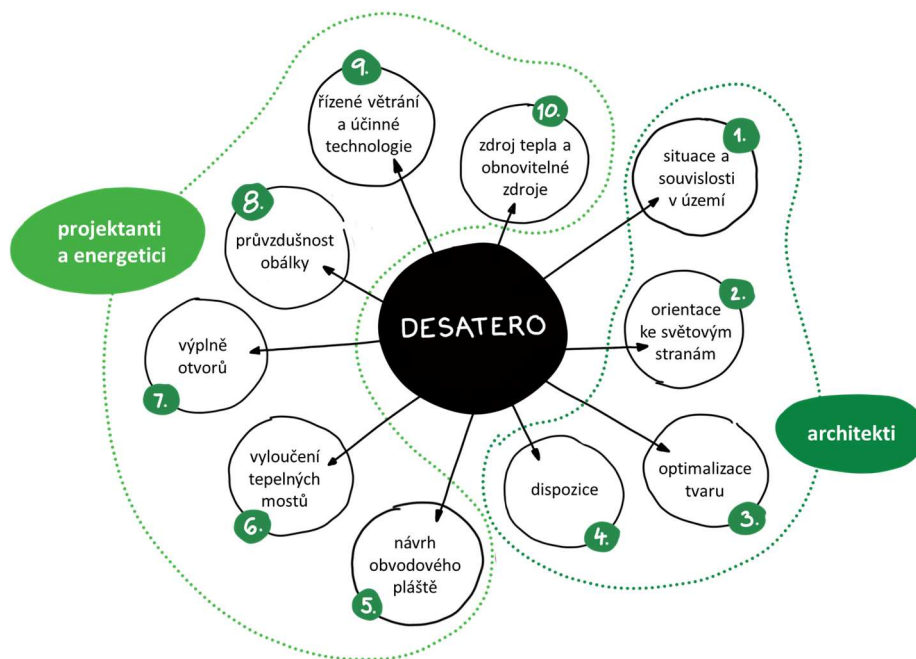 9.
řízené větrání
a účinné
technologie
10.
zdroj tepla a
obnovitelné
zdroje
1.
situace a
souvislosti
v území
8.
průvzdušnost
obálky
projektanti
a energetici
DESATERO
2.
orientace
ke světovým
stranám
výplně
otvorů
7.
architekti
vyloučení
tepelných
mostů
6.
dispozice
4.
optimalizace
tvaru
3.
návrh
obvodového
pláště
5.